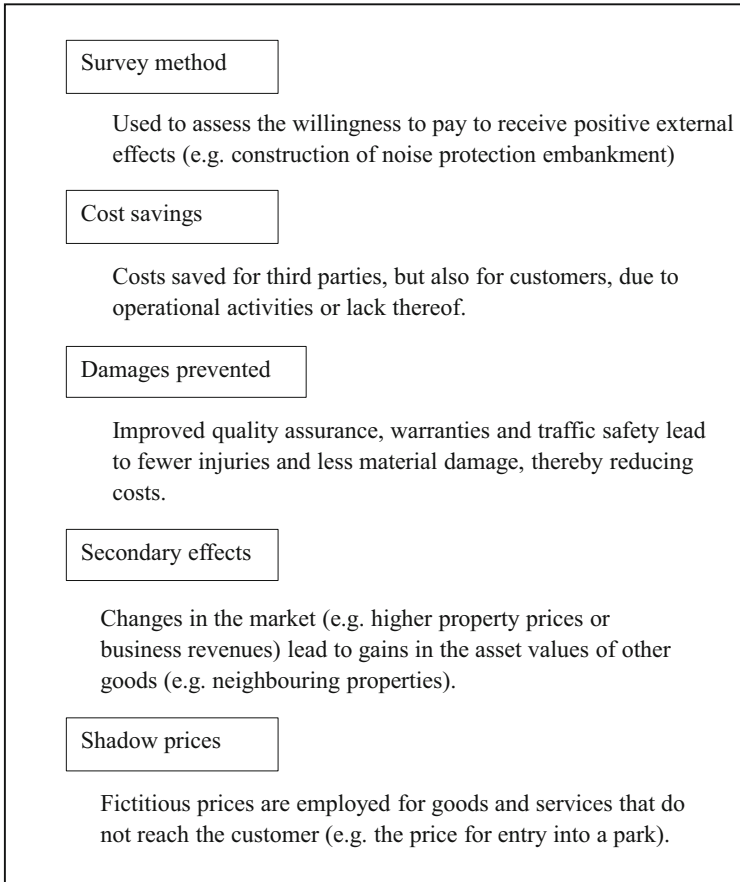 Survey method
Used to assess the willingness to pay to receive positive external
effects (e.g. construction of noise protection embankment)
Cost savings
Costs saved for third parties, but also for customers, due to
operational activities or lack thereof.
Damages prevented
Improved quality assurance, warranties and traffic safety lead
to fewer injuries and less material damage, thereby reducing
costs.
Secondary effects
Changes in the market (e.g. higher property prices or
business revenues) lead to gains in the asset values of other
goods (e.g. neighbouring properties).
Shadow prices
Fictitious prices are employed for goods and services that do
not reach the customer (e.g. the price for entry into a park).